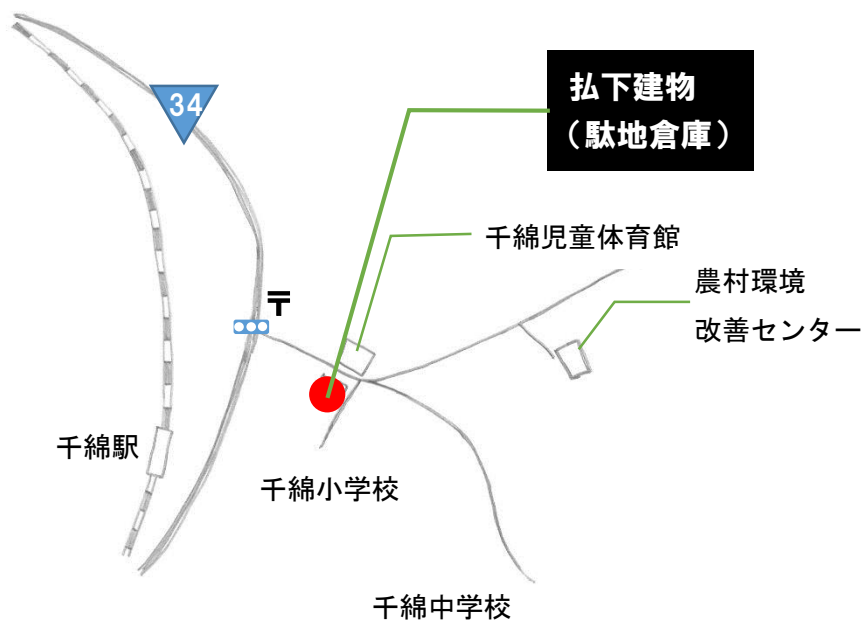 34
払下建物
（駄地倉庫）
千綿児童体育館
農村環境
改善センター
〒
千綿駅
千綿小学校
千綿中学校